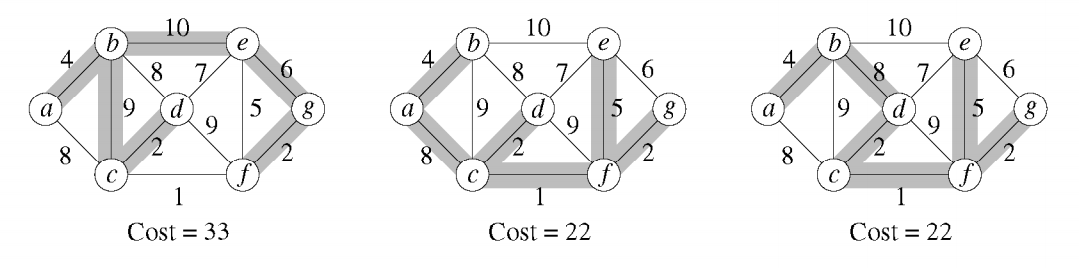 10
b e
4 8 7 6
a 9 d 5 g
8 2 9 2
c f
1
Cost = 33
10
b e
4 8 7 6
a 9 d 5 g
8 2 9 2
c f
1
Cost = 22
10
b e
4 8 7 6
a 9 d 5 g
8 2 9 2
c f
1
Cost = 22